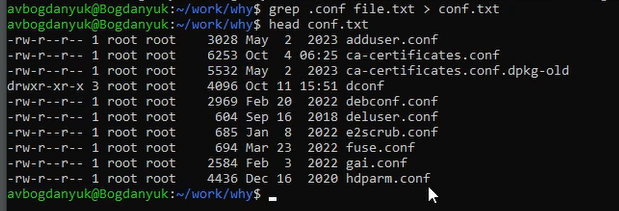 avbogdanyuk@Bogdanyuk:~/work/why$ grep .conf file.txt > conf.txt
avbogdanyuk@Bogdanyuk:~/work/why$ head conf.txt
-rw-r--r-- 1 root root    3028 May  2  2023 adduser.conf
-rw-r--r-- 1 root root    6253 Oct  4 06:25 ca-certificates.conf
-rw-r--r-- 1 root root    5532 May  2  2023 ca-certificates.conf.dpkg-old
drwxr-xr-x 3 root root    4096 Oct 11 15:51 dconf
-rw-r--r-- 1 root root    2969 Feb 20  2022 debconf.conf
-rw-r--r-- 1 root root     604 Sep 16  2018 deluser.conf
-rw-r--r-- 1 root root     685 Jan  8  2022 e2scrub.conf
-rw-r--r-- 1 root root     694 Mar 23  2022 fuse.conf
-rw-r--r-- 1 root root    2584 Feb  3  2022 gai.conf
-rw-r--r-- 1 root root    4436 Dec 16  2020 hdparm.conf
avbogdanyuk@Bogdanyuk:~/work/why$